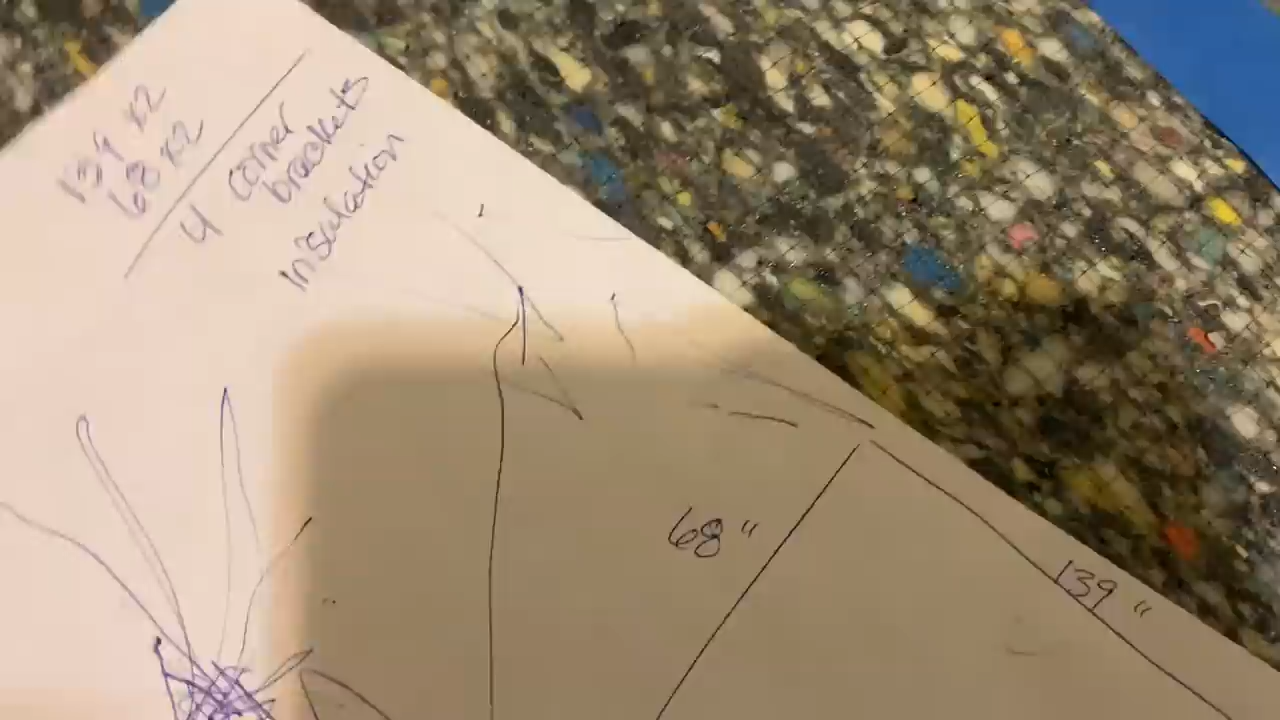 139 x2
68 x2
4 corner
brackets
insulation
68"
139"